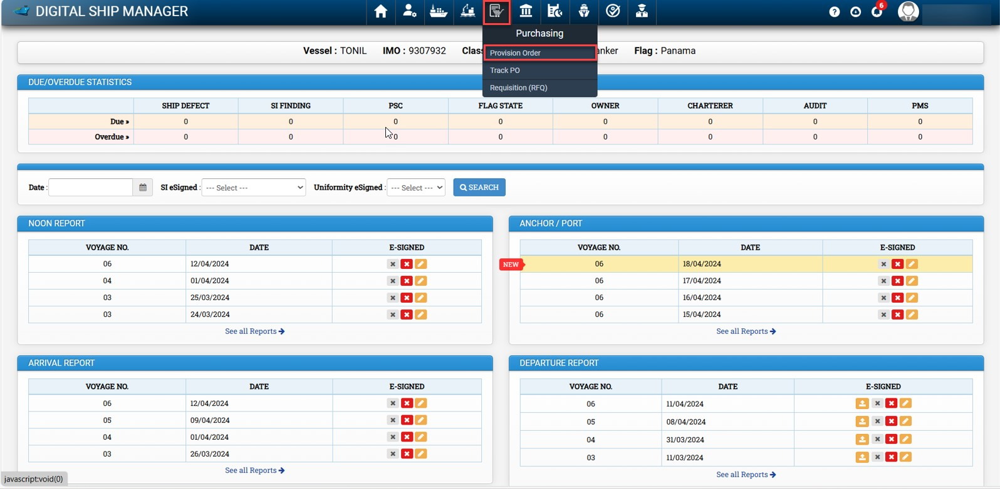 DIGITAL SHIP MANAGER
6
Purchasing
Provision Order
Track PO
Requisition (RFQ)
Vessel : TONIL IMO : 9307932 Class anker Flag : Panama
DUE/OVERDUE STATISTICS
SHIP DEFECT SI FINDING PSC FLAG STATE OWNER CHARTERER AUDIT PMS
Due » 0 0 0 0 0 0 0 0
Overdue » 0 0 0 0 0 0 0 0
Date : SI eSigned : --- Select --- Uniformity eSigned : --- Select --- SEARCH
NOON REPORT
VOYAGE NO. DATE E-SIGNED
06 12/04/2024
04 01/04/2024
03 25/03/2024
03 24/03/2024
See all Reports
ANCHOR / PORT
VOYAGE NO. DATE E-SIGNED
NEW 06 18/04/2024
06 17/04/2024
06 16/04/2024
06 15/04/2024
See all Reports
ARRIVAL REPORT
VOYAGE NO. DATE E-SIGNED
06 12/04/2024
05 09/04/2024
04 01/04/2024
03 26/03/2024
See all Reports
DEPARTURE REPORT
VOYAGE NO. DATE E-SIGNED
06 11/04/2024
05 08/04/2024
04 31/03/2024
03 11/03/2024
See all Reports
javascript:void(0)